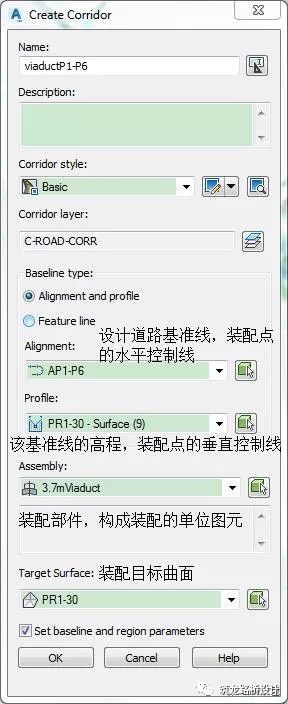 Create Corridor
Name:
viaductP1-P6
Description:
Corridor style:
Basic
Corridor layer:
C-ROAD-CORR
Baseline type:
Alignment and profile
Feature line
设计道路基准线，装配点
Alignment: 的水平控制线
AP1-P6
Profile:
PR1-30 - Surface (9)
该基准线的高程，装配点的垂直控制线
Assembly:
3.7mViaduct
装配部件，构成装配的单位图元
Target Surface: 装配目标曲面
PR1-30
Set baseline and region parameters
OK Cancel Help
筑龙路桥设计